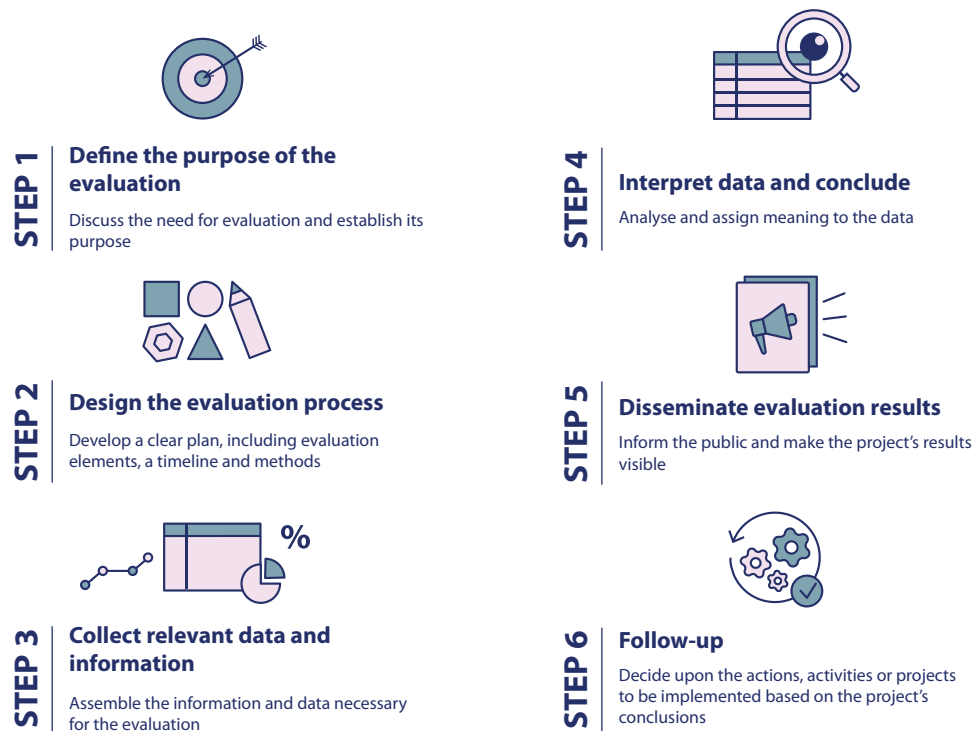 STEP 1
Define the purpose of the
evaluation
Discuss the need for evaluation and establish its
purpose
STEP 2
Design the evaluation process
Develop a clear plan, including evaluation
elements, a timeline and methods
%
STEP 3
Collect relevant data and
information
Assemble the information and data necessary
for the evaluation
STEP 4
Interpret data and conclude
Analyse and assign meaning to the data
STEP 5
Disseminate evaluation results
Inform the public and make the project’s results
visible
STEP 6
Follow-up
Decide upon the actions, activities or projects
to be implemented based on the project’s
conclusions